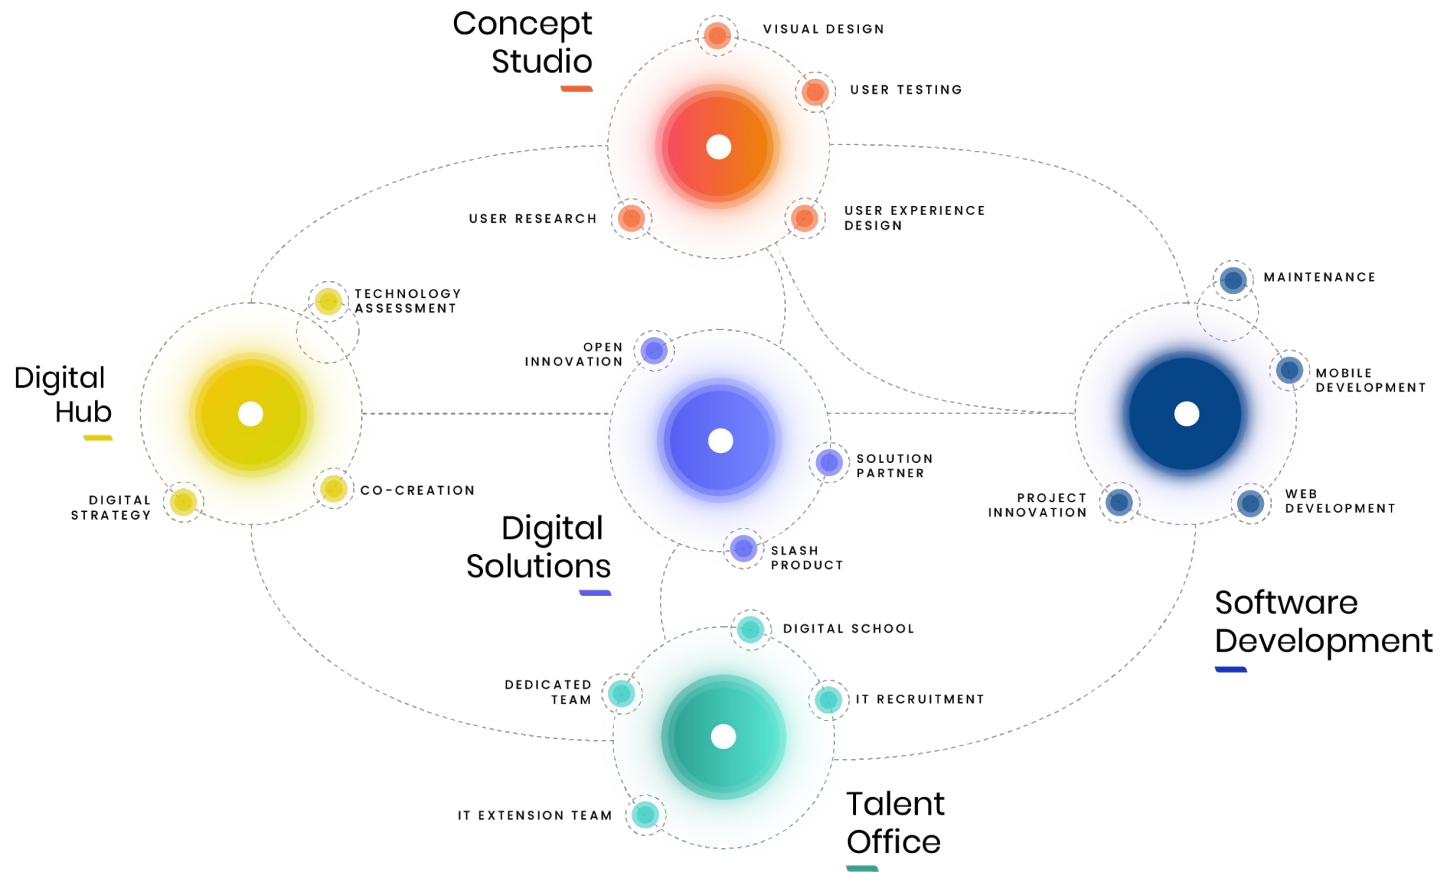 Concept
Studio
VISUAL DESIGN
USER TESTING
USER RESEARCH
USER EXPERIENCE
DESIGN
Digital
Hub
TECHNOLOGY
ASSESSMENT
DIGITAL
STRATEGY
CO-CREATION
OPEN
INNOVATION
SOLUTION
PARTNER
SLASH
PRODUCT
Digital
Solutions
MAINTENANCE
MOBILE
DEVELOPMENT
PROJECT
INNOVATION
WEB
DEVELOPMENT
Software
Development
DIGITAL SCHOOL
DEDICATED
TEAM
IT RECRUITMENT
IT EXTENSION TEAM
Talent
Office